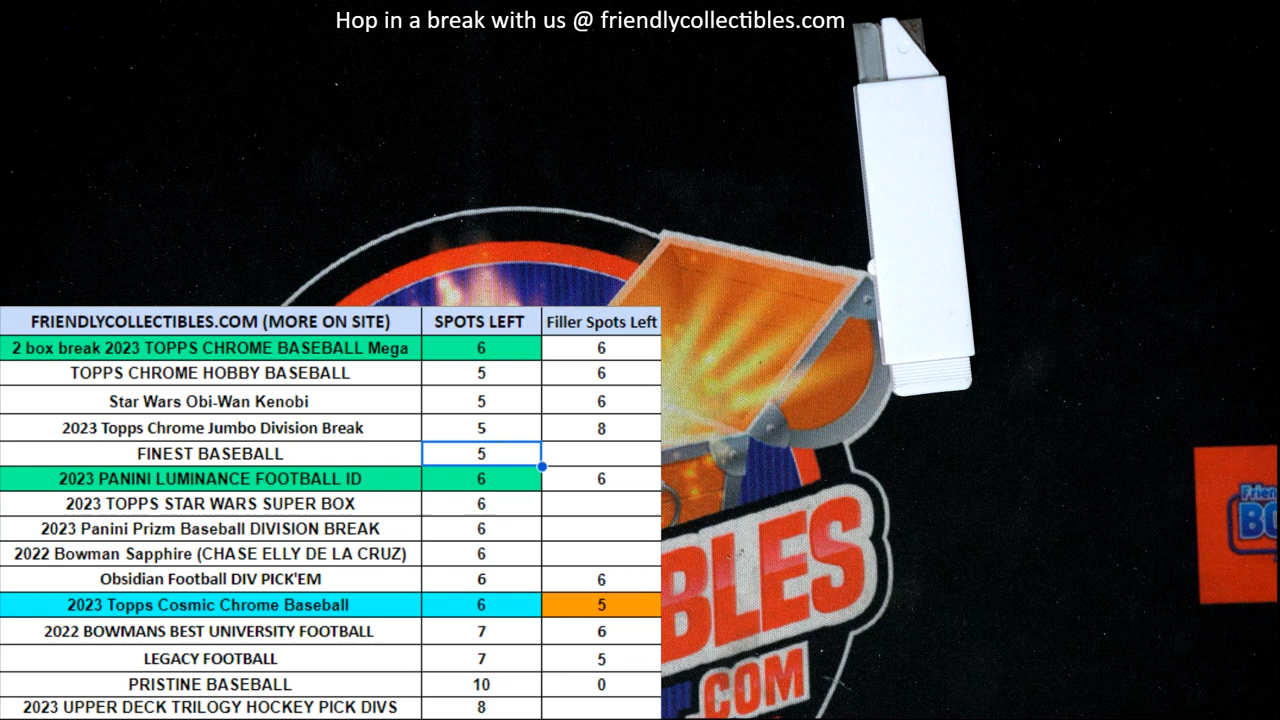 Hop in a break with us @ friendlycollectibles.com
FRIENDLYCOLLECTIBLES.COM (MORE ON SITE) SPOTS LEFT Filler Spots Left
2 box break 2023 TOPPS CHROME BASEBALL Mega 6 6
TOPPS CHROME HOBBY BASEBALL 5 6
Star Wars Obi-Wan Kenobi 5 6
2023 Topps Chrome Jumbo Division Break 5 8
FINEST BASEBALL 5
2023 PANINI LUMINANCE FOOTBALL ID 6 6
2023 TOPPS STAR WARS SUPER BOX 6
2023 Panini Prizm Baseball DIVISION BREAK 6
2022 Bowman Sapphire (CHASE ELLY DE LA CRUZ) 6
Obsidian Football DIV PICK'EM 6 6
2023 Topps Cosmic Chrome Baseball 6 5
2022 BOWMANS BEST UNIVERSITY FOOTBALL 7 6
LEGACY FOOTBALL 7 5
PRISTINE BASEBALL 10 0
2023 UPPER DECK TRILOGY HOCKEY PICK DIVS 8
BLES
.COM
Frien
BO